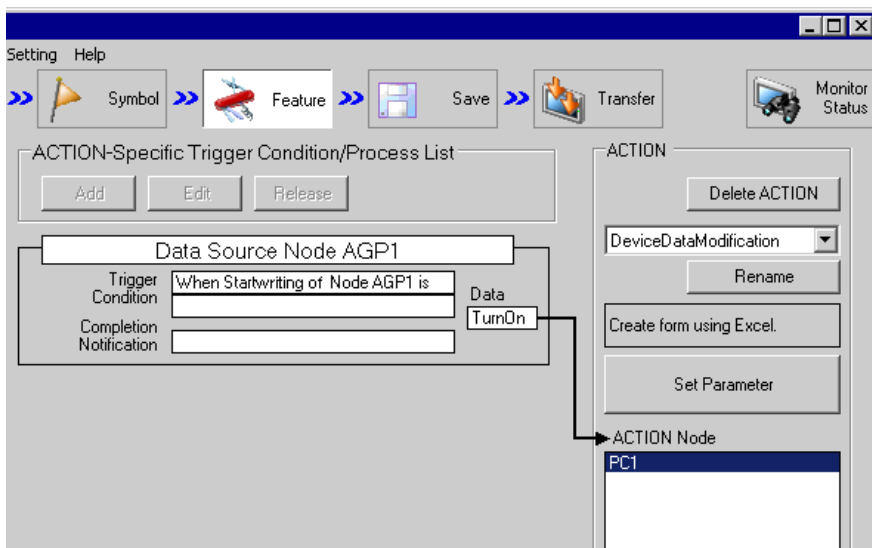 Setting Help
Symbol Feature Save Transfer Monitor Status
ACTION-Specific Trigger Condition/Process List
Add Edit Release
Data Source Node AGP1
Trigger Condition
When Startwriting of Node AGP1 is
Data
TurnOn
Completion Notification
ACTION
Delete ACTION
DeviceDataModification
Rename
Create form using Excel.
Set Parameter
ACTION Node
PC1